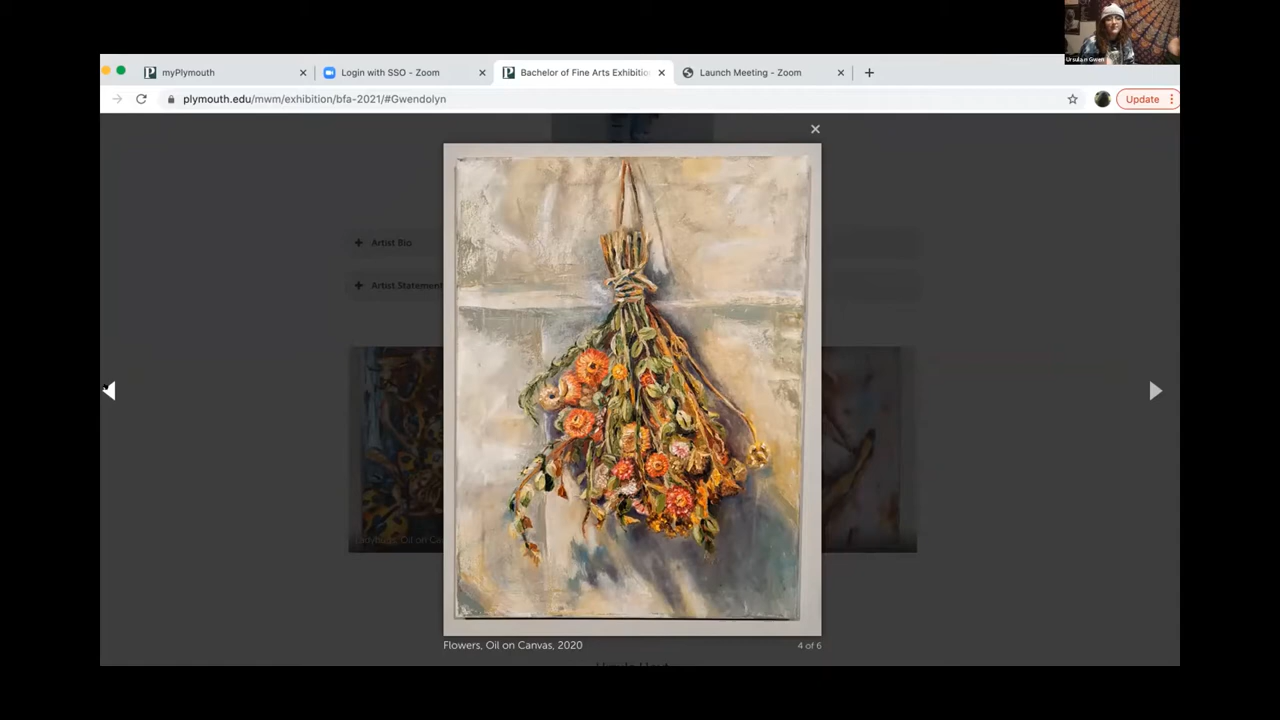 myPlymouth
Login with SSO - Zoom
Bachelor of Fine Arts Exhibition
Launch Meeting - Zoom
plymouth.edu/mwm/exhibition/bfa-2021/#Gwendolyn
Update
Artist Bio
Artist Statement
Flowers, Oil on Canvas, 2020
4 of 6